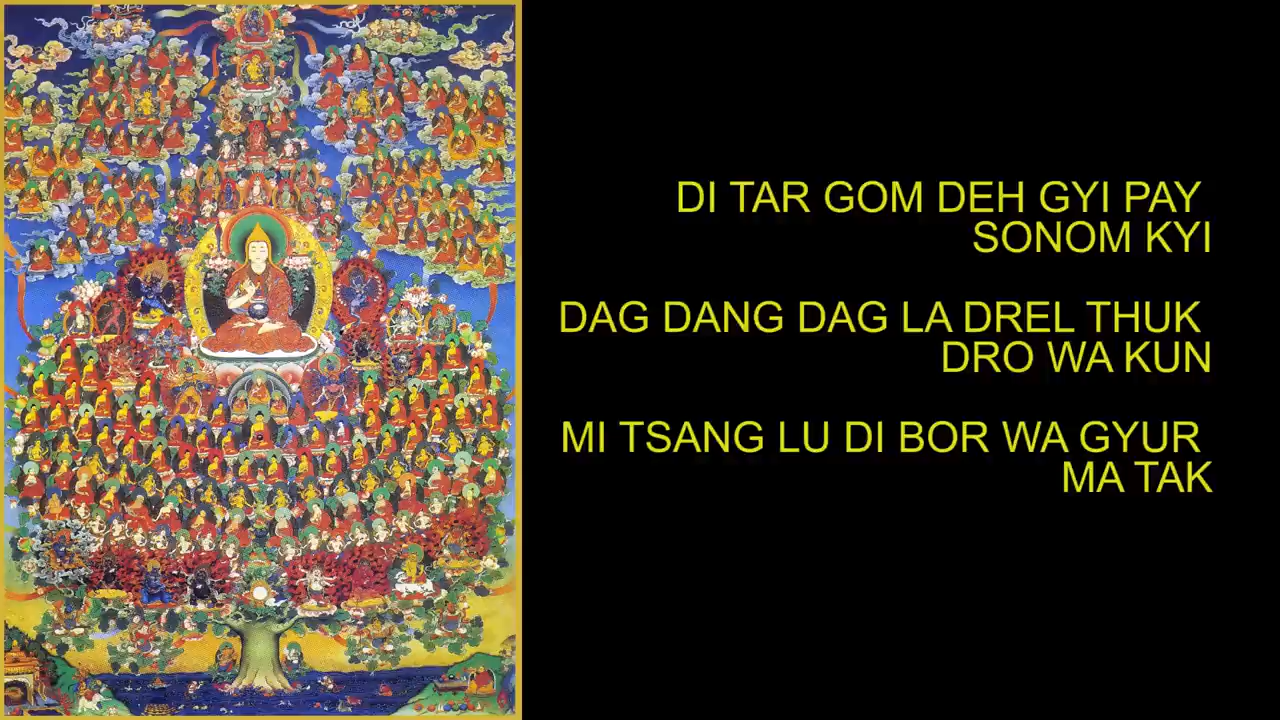 DI TAR GOM DEH GYI PAY
SONOM KYI
DAG DANG DAG LA DREL THUK
DRO WA KUN
MI TSANG LU DI BOR WA GYUR
MA TAK